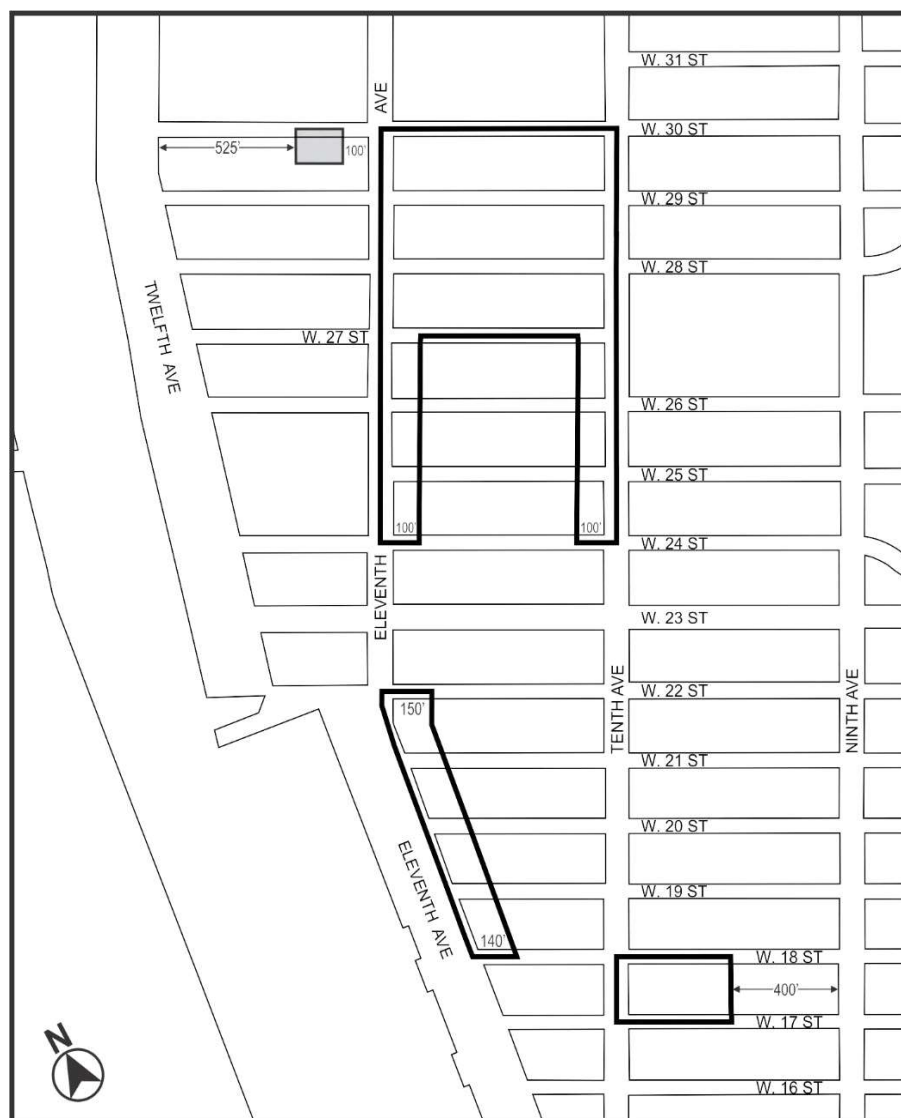 W. 31 ST
AVE
W. 30 ST
525'
100'
W. 29 ST
W. 28 ST
TWELFTH AVE
W. 27 ST
W. 26 ST
W. 25 ST
100'
100'
W. 24 ST
ELEVENTH
W. 23 ST
W. 22 ST
150'
TENTH AVE
NINTH AVE
W. 21 ST
W. 20 ST
ELEVENTH AVE
W. 19 ST
140'
W. 18 ST
400'
W. 17 ST
N
W. 16 ST